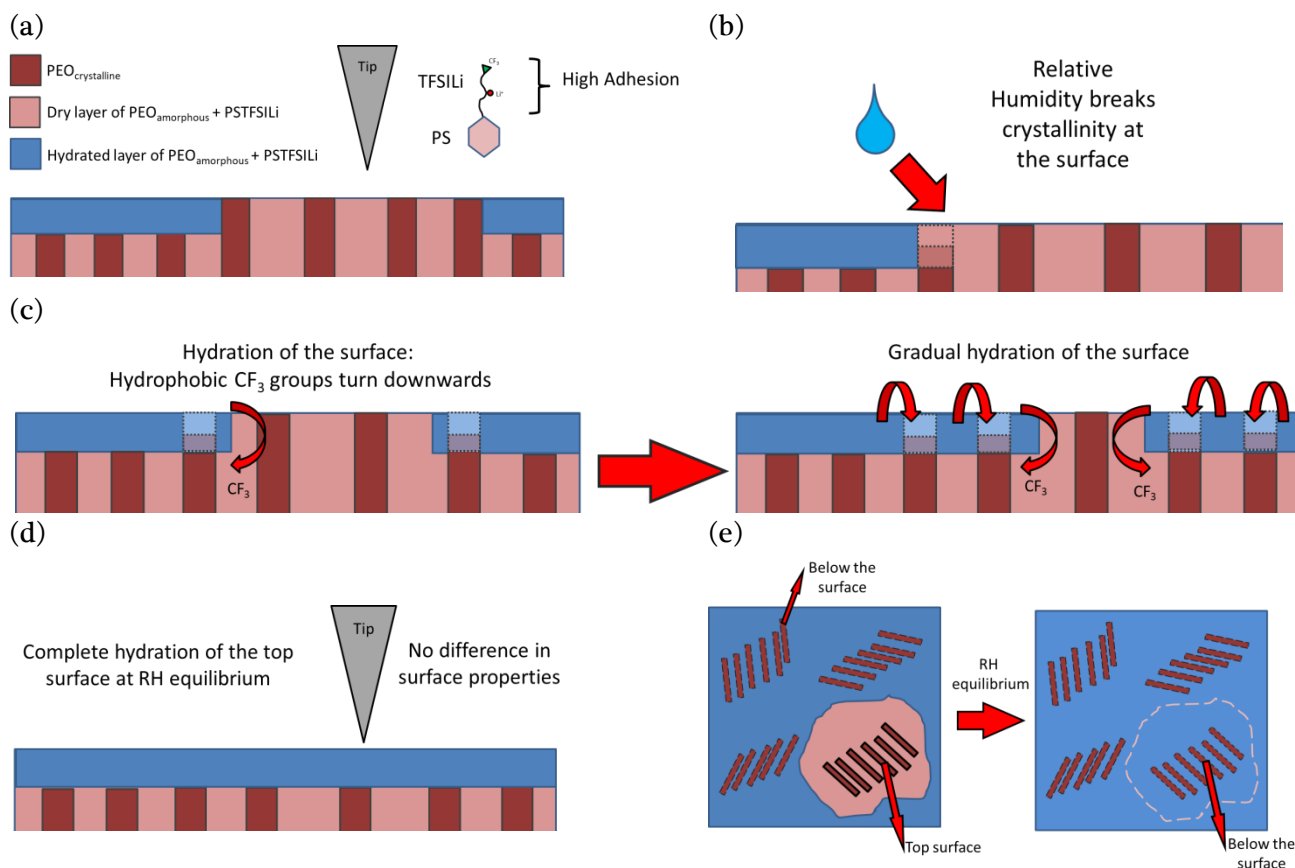 (a)
PEOcrystalline
Dry layer of PEOamorphous + PSTFSILi
Hydrated layer of PEOamorphous + PSTFSILi
Tip
TFSILi
CF3
Li+
PS
High Adhesion
(b)
Relative
Humidity breaks
crystallinity at
the surface
(c)
Hydration of the surface:
Hydrophobic CF3 groups turn downwards
CF3
Gradual hydration of the surface
CF3
CF3
(d)
Complete hydration of the top
surface at RH equilibrium
Tip
No difference in
surface properties
(e)
Below the
surface
RH
equilibrium
Top surface
Below the
surface